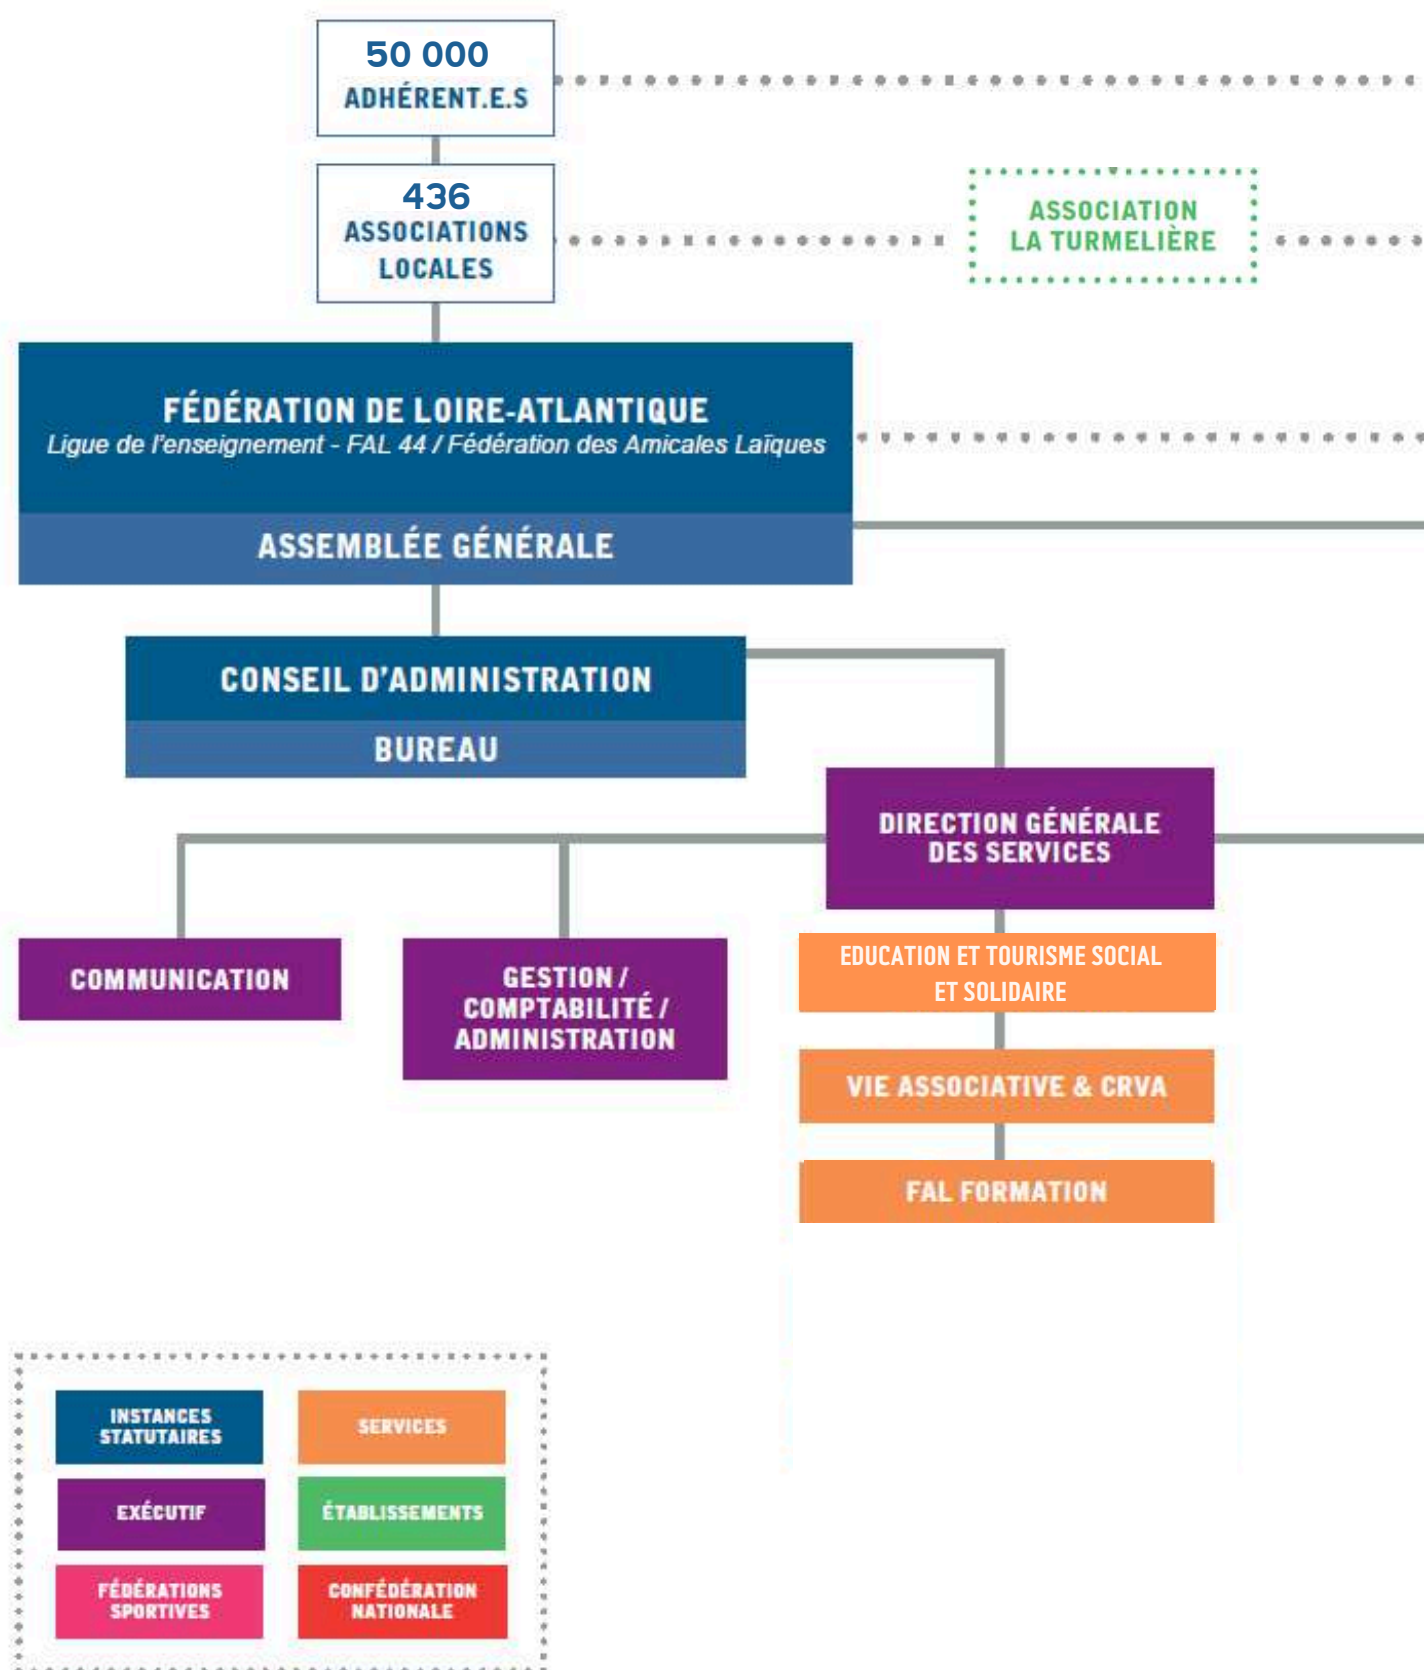 50 000
ADHÉRENT.E.S
436
ASSOCIATIONS
LOCALES
ASSOCIATION
LA TURMELIÈRE
FÉDÉRATION DE LOIRE-ATLANTIQUE
Ligue de l'enseignement - FAL 44 / Fédération des Amicales Laïques
ASSEMBLÉE GÉNÉRALE
CONSEIL D'ADMINISTRATION
BUREAU
DIRECTION GÉNÉRALE
DES SERVICES
COMMUNICATION
GESTION /
COMPTABILITÉ /
ADMINISTRATION
EDUCATION ET TOURISME SOCIAL
ET SOLIDAIRE
VIE ASSOCIATIVE & CRVA
FAL FORMATION
INSTANCES
STATUTAIRES
SERVICES
EXÉCUTIF
ÉTABLISSEMENTS
FÉDÉRATIONS
SPORTIVES
CONFÉDÉRATION
NATIONALE